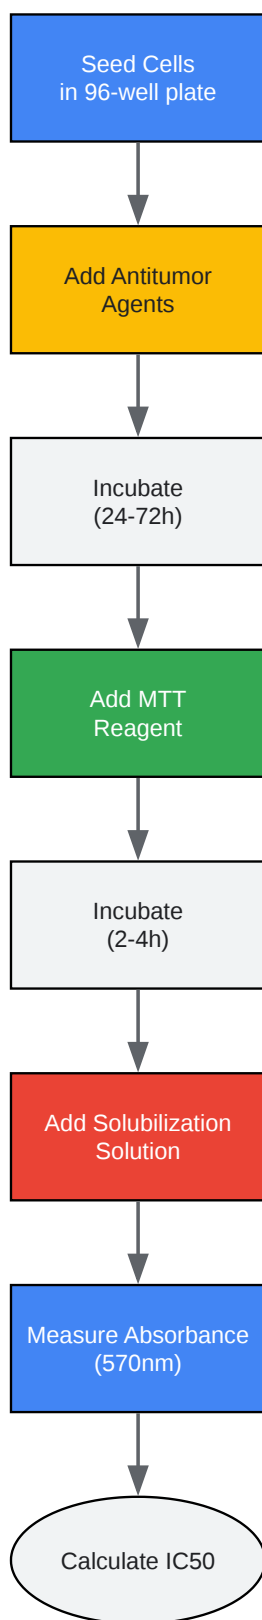 Seed Cells
in 96-well plate
Add Antitumor
Agents
Incubate
(24-72h)
Add MTT
Reagent
Incubate
(2-4h)
Add Solubilization
Solution
Measure Absorbance
(570nm)
Calculate IC50